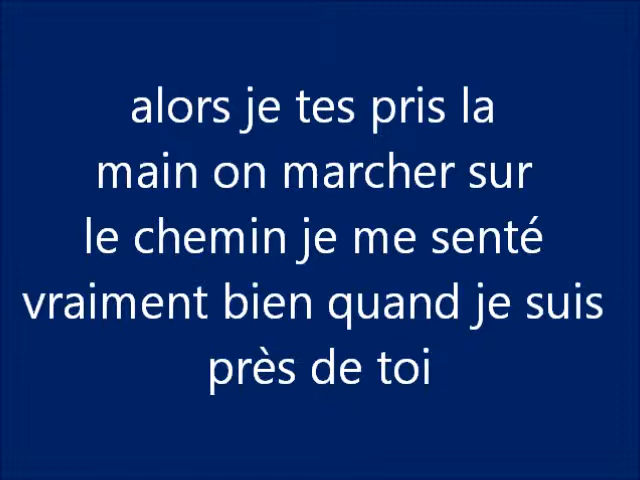 alors je tes pris la
main on marcher sur
le chemin je me senté
vraiment bien quand je suis
près de toi